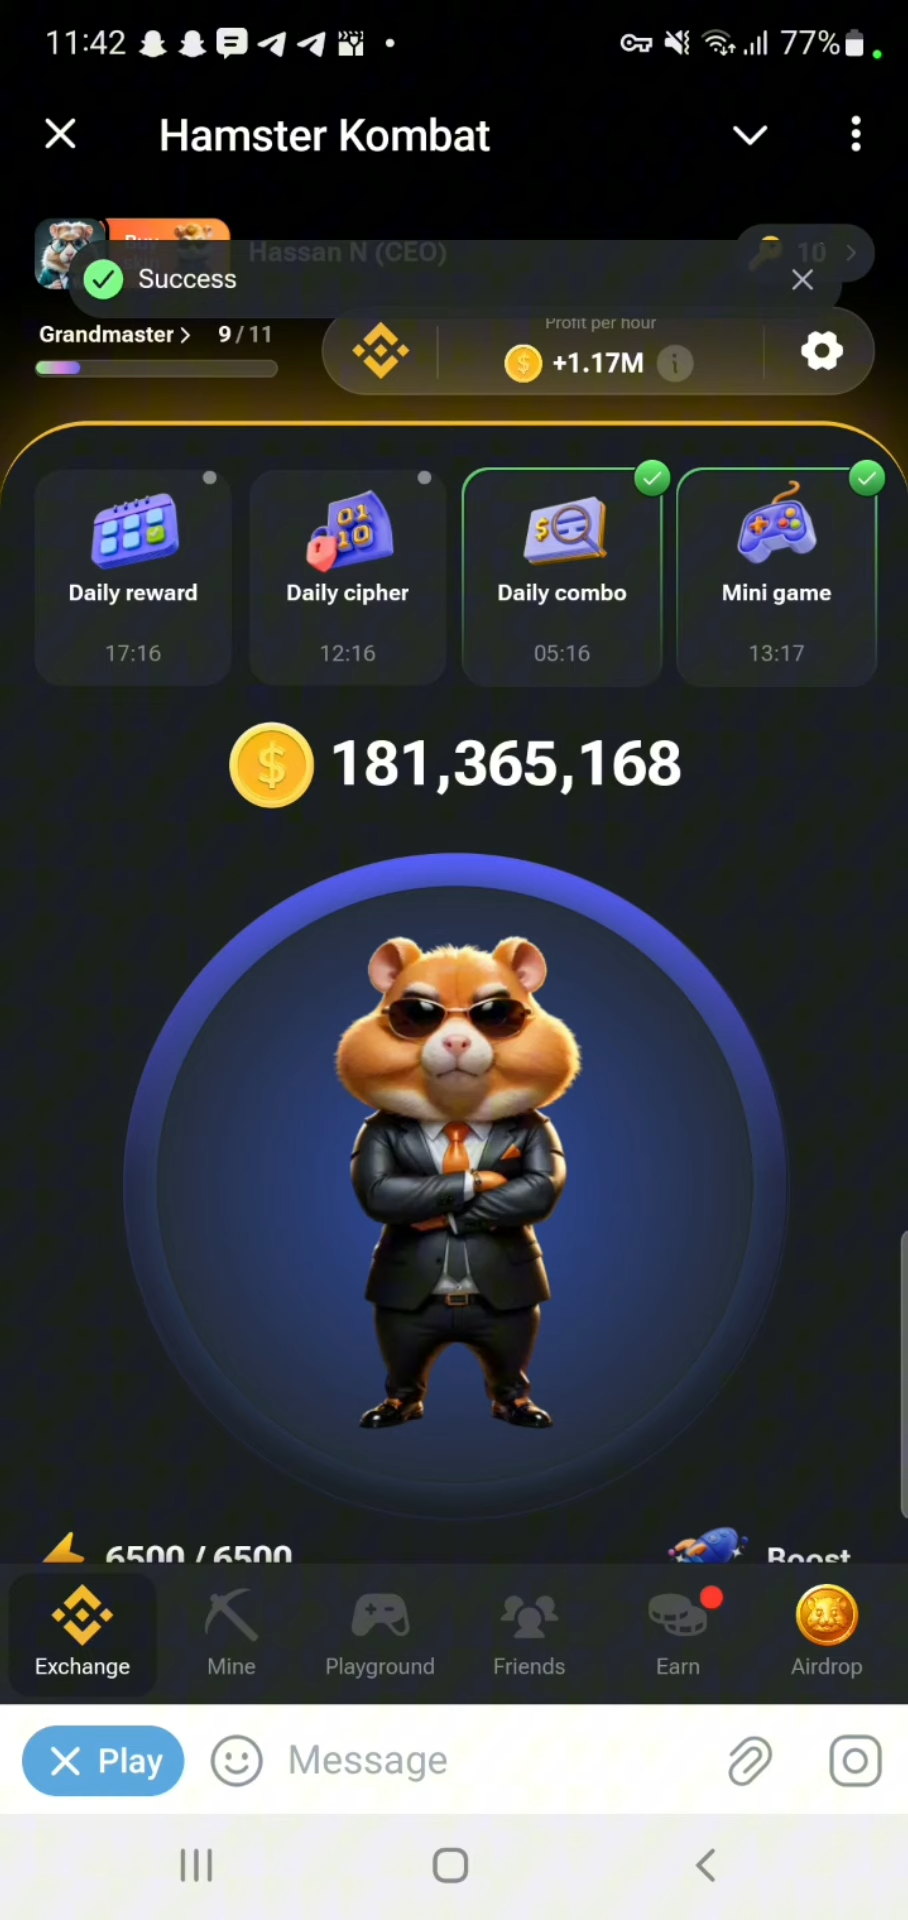 11:42
77%
Hamster Kombat
Buy
skin
Hassan N (CEO)
10
Success
Grandmaster
9/11
Profit per hour
+1.17M
Daily reward
17:16
Daily cipher
12:16
Daily combo
05:16
Mini game
13:17
181,365,168
6500 / 6500
Boost
Exchange
Mine
Playground
Friends
Earn
Airdrop
Play
Message